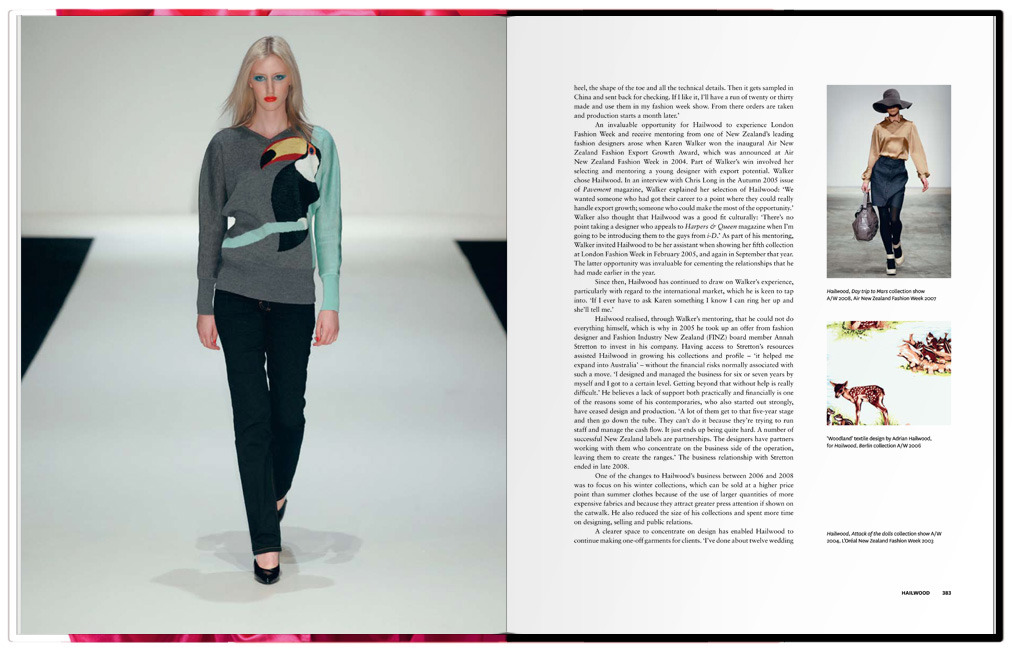 heel, the shape of the toe and all the technical details. Then it gets sampled in
China and sent back for checking. If I like it, I'll have a run of twenty or thirty
made and use them in my fashion week show. From there orders are taken
and production starts a month later.'
An invaluable opportunity for Hailwood to experience London
Fashion Week and receive mentoring from one of New Zealand's leading
fashion designers arose when Karen Walker won the inaugural Air New
Zealand Fashion Export Growth Award, which was announced at Air
New Zealand Fashion Week in 2004. Part of Walker's win involved her
selecting and mentoring a young designer with export potential. Walker
chose Hailwood. In an interview with Chris Long in the Autumn 2005 issue
of Pavement magazine, Walker explained her selection of Hailwood: 'We
wanted someone who had got their career to a point where they could really
handle export growth; someone who could make the most of the opportunity.'
Walker also thought that Hailwood was a good fit culturally: 'There's no
point taking a designer who appeals to Harpers & Queen magazine when I'm
going to be introducing them to the guys from i-D.' As part of his mentoring,
Walker invited Hailwood to be her assistant when showing her fifth collection
at London Fashion Week in February 2005, and again in September that year.
The latter opportunity was invaluable for cementing the relationships that he
had made earlier in the year.
Since then, Hailwood has continued to draw on Walker's experience,
particularly with regard to the international market, which he is keen to tap
into. 'If I ever have to ask Karen something I know I can ring her up and
she'll tell me.'
Hailwood realised, through Walker's mentoring, that he could not do
everything himself, which is why in 2005 he took up an offer from fashion
designer and Fashion Industry New Zealand (FINZ) board member Annah
Stretton to invest in his company. Having access to Stretton's resources
assisted Hailwood in growing his collections and profile – 'it helped me
expand into Australia' – without the financial risks normally associated with
such a move. 'I designed and managed the business for six or seven years by
myself and I got to a certain level. Getting beyond that without help is really
difficult.' He believes a lack of support both practically and financially is one
of the reasons some of his contemporaries, who also started out strongly,
have ceased design and production. 'A lot of them get to that five-year stage
and then go down the tube. They can't do it because they're trying to run
staff and manage the cash flow. It just ends up being quite hard. A number of
successful New Zealand labels are partnerships. The designers have partners
working with them who concentrate on the business side of the operation,
leaving them to create the ranges.' The business relationship with Stretton
ended in late 2008.
One of the changes to Hailwood's business between 2006 and 2008
was to focus on his winter collections, which can be sold at a higher price
point than summer clothes because of the use of larger quantities of more
expensive fabrics and because they attract greater press attention if shown on
the catwalk. He also reduced the size of his collections and spent more time
on designing, selling and public relations.
A clearer space to concentrate on design has enabled Hailwood to
continue making one-off garments for clients. 'I've done about twelve wedding
Hailwood, Day trip to Mars collection show
A/W 2008, Air New Zealand Fashion Week 2007
'Woodland' textile design by Adrian Hailwood,
for Hailwood, Berlin collection A/W 2006
Hailwood, Attack of the dolls collection show A/W
2004, L'Oréal New Zealand Fashion Week 2003
HAILWOOD 383